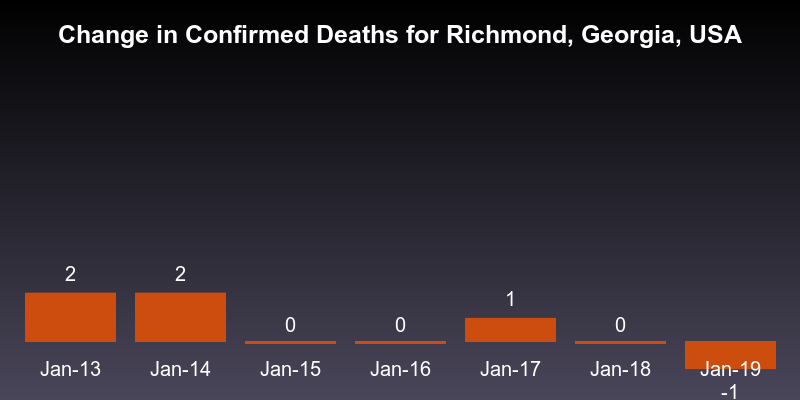 Change in Confirmed Deaths for Richmond, Georgia, USA
2 2 0 0 1 0
Jan-13 Jan-14 Jan-15 Jan-16 Jan-17 Jan-18 Jan-19
-1